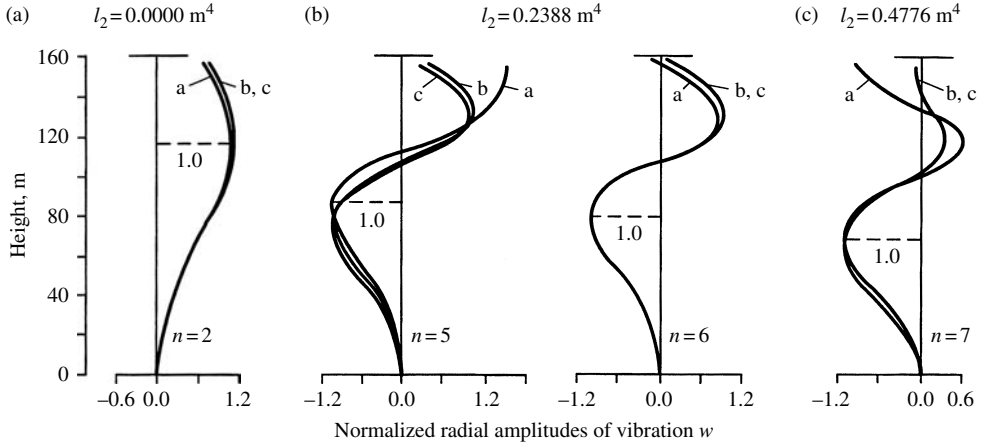 (a) l₂=0.0000 m⁴ (b) l₂=0.2388 m⁴ (c) l₂=0.4776 m⁴
160
120
80
40
0
Height, m
a b, c
1.0
n=2
−0.6 0.0 1.2
c b a
1.0
n=5
−1.2 0.0 1.2
a b, c
1.0
n=6
−1.2 0.0 1.2
a b, c
1.0
n=7
−1.2 0.0 0.6
Normalized radial amplitudes of vibration w